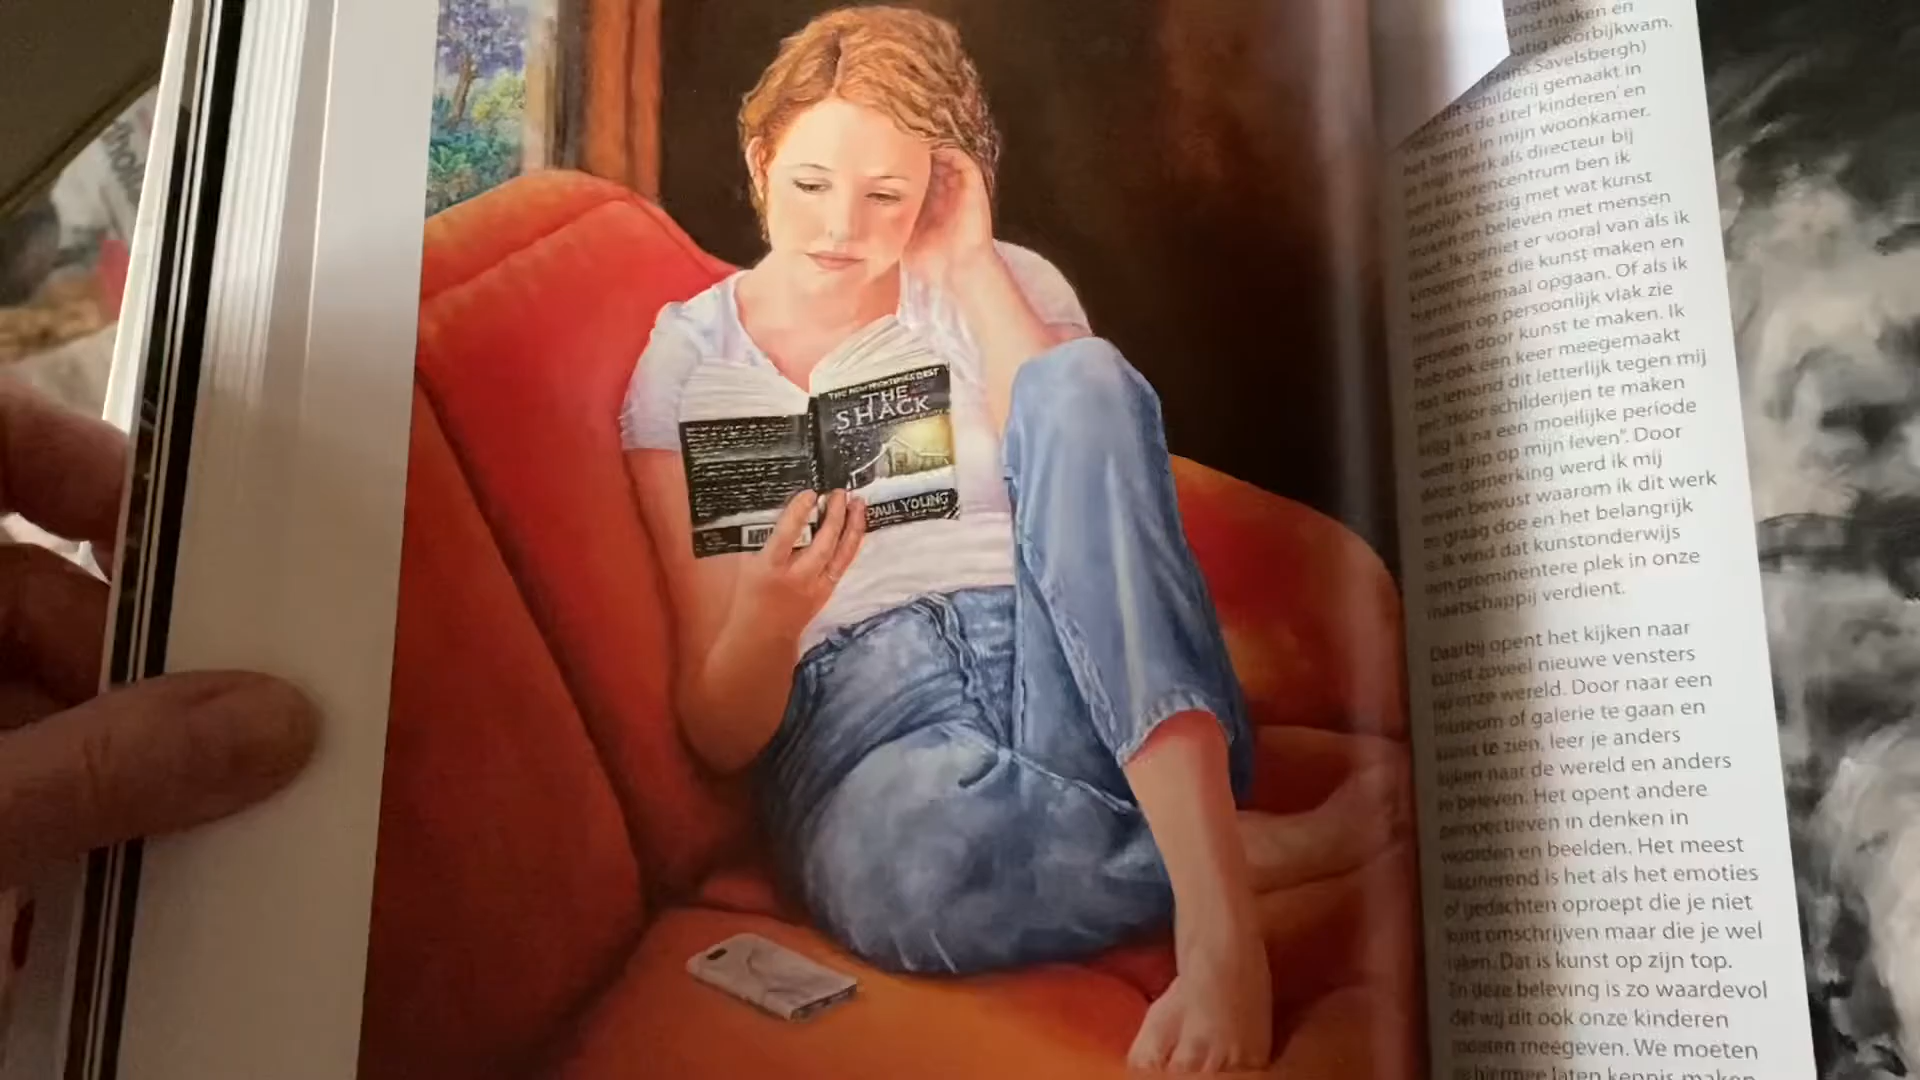 THE
SHACK
PAUL YOUNG
unst maken en
voorbijkwam.
(Frans Savelsbergh)
dit schilderij gemaakt in
met de titel 'kinderen' en
het hangt in mijn woonkamer.
In mijn werk als directeur bij
een kunstencentrum ben ik
dagelijks bezig met wat kunst
maken en beleven met mensen
doet. Ik geniet er vooral van als ik
kinderen zie die kunst maken en
hierin helemaal opgaan. Of als ik
mensen op persoonlijk vlak zie
groeien door kunst te maken. Ik
heb ook een keer meegemaakt
dat iemand dit letterlijk tegen mij
zei: "door schilderijen te maken
krijg ik na een moeilijke periode
weer grip op mijn leven". Door
deze opmerking werd ik mij
ervan bewust waarom ik dit werk
zo graag doe en het belangrijk
is. Ik vind dat kunstonderwijs
een prominentere plek in onze
maatschappij verdient.
Daarbij opent het kijken naar
kunst zoveel nieuwe vensters
op onze wereld. Door naar een
museum of galerie te gaan en
kunst te zien, leer je anders
kijken naar de wereld en anders
te beleven. Het opent andere
perspectieven in denken in
woorden en beelden. Het meest
fascinerend is het als het emoties
of gedachten oproept die je niet
kunt omschrijven maar die je wel
raken. Dat is kunst op zijn top.
En deze beleving is zo waardevol
dat wij dit ook onze kinderen
moeten meegeven. We moeten
ze hiermee laten kennis maken